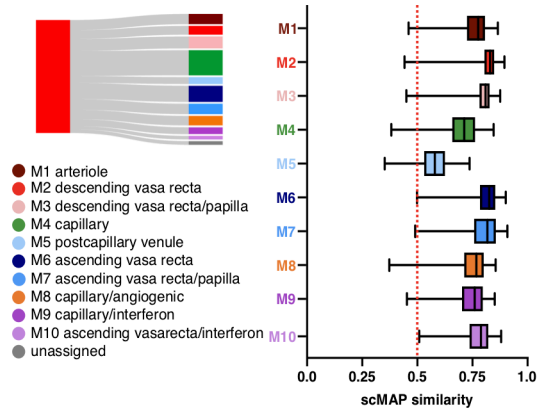 M1 arteriole
M2 descending vasa recta
M3 descending vasa recta/papilla
M4 capillary
M5 postcapillary venule
M6 ascending vasa recta
M7 ascending vasa recta/papilla
M8 capillary/angiogenic
M9 capillary/interferon
M10 ascending vasarecta/interferon
unassigned
M1
M2
M3
M4
M5
M6
M7
M8
M9
M10
0.0 0.25 0.5 0.75 1.0
scMAP similarity